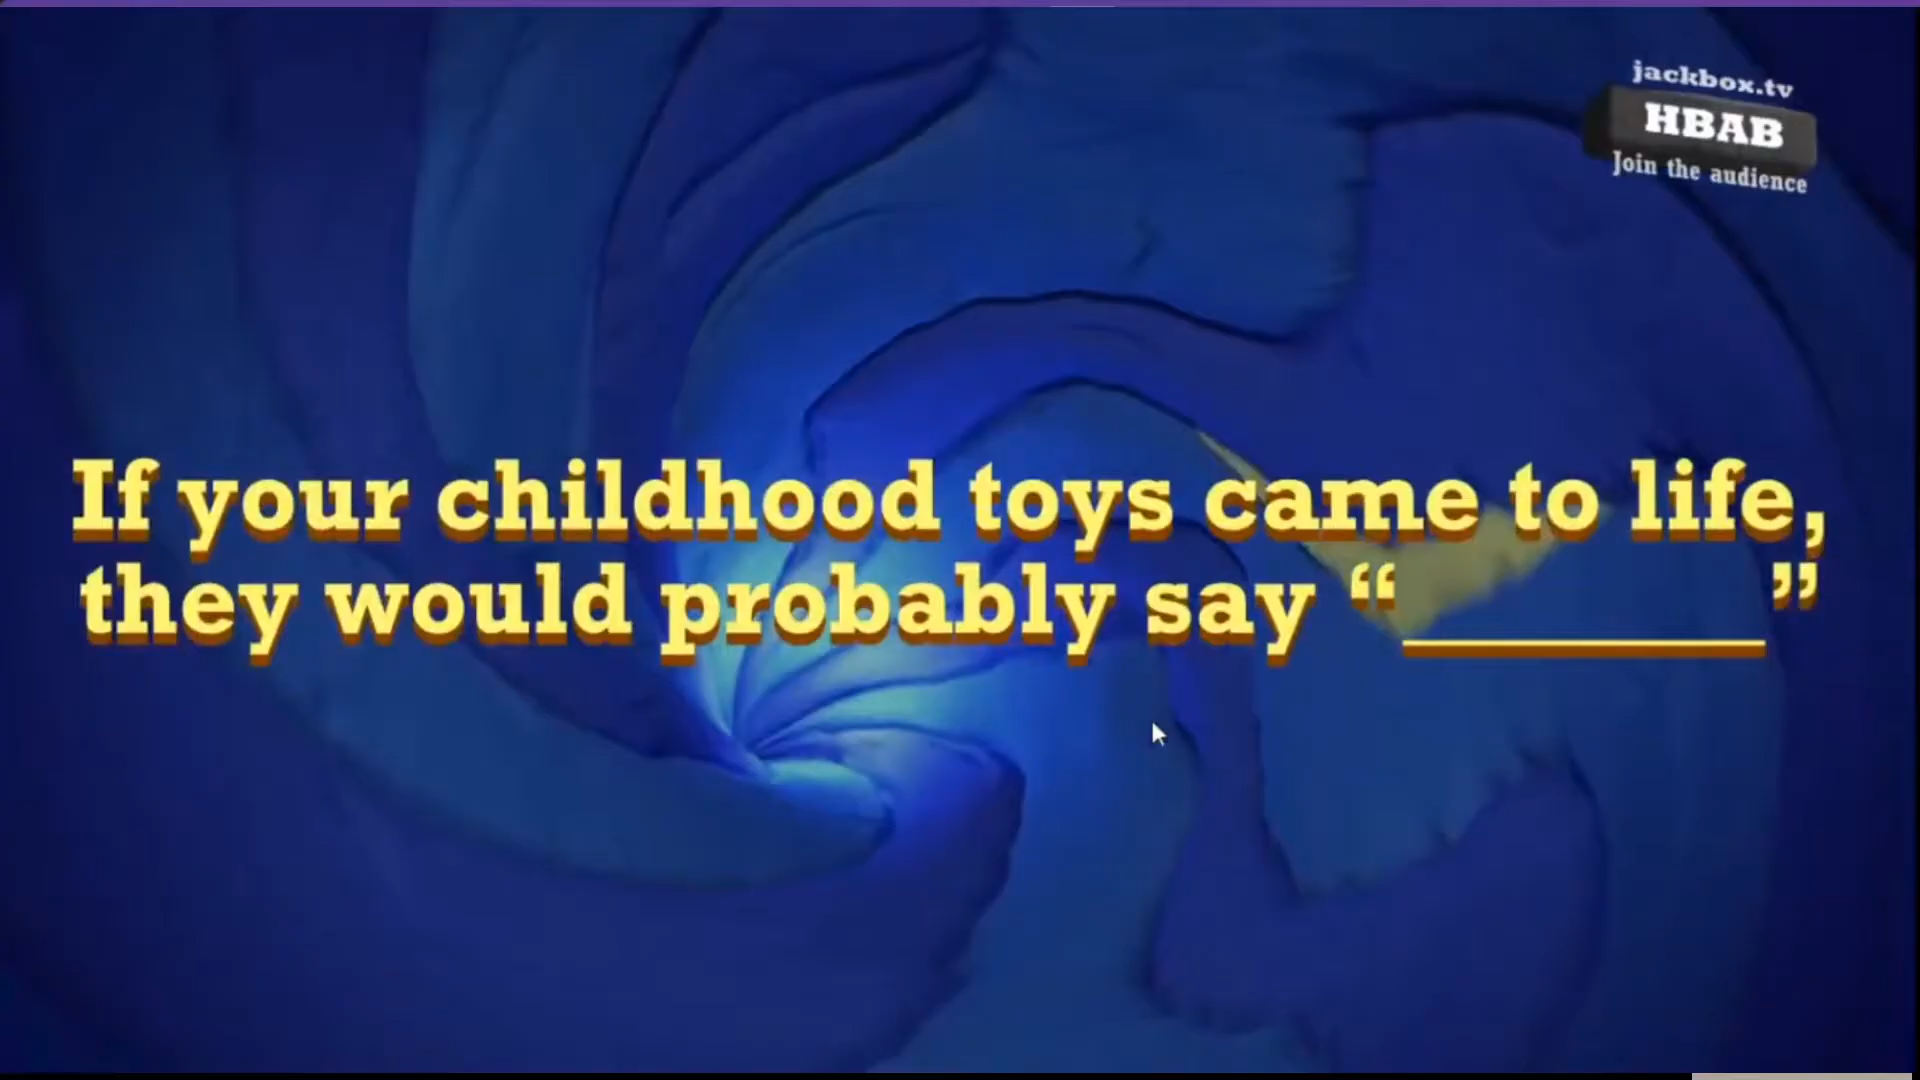 jackbox.tv
HBAB
Join the audience
If your childhood toys came to life,
they would probably say “________”